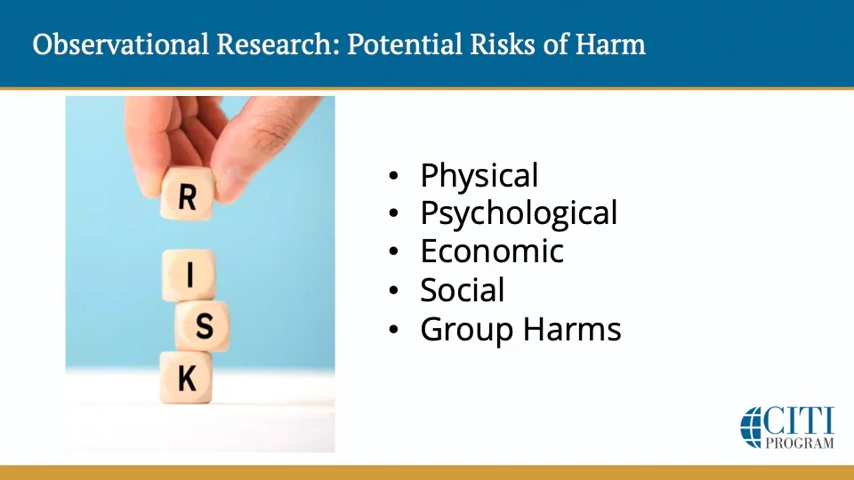 Observational Research: Potential Risks of Harm
R
I
S
K
• Physical
• Psychological
• Economic
• Social
• Group Harms
CITI
PROGRAM